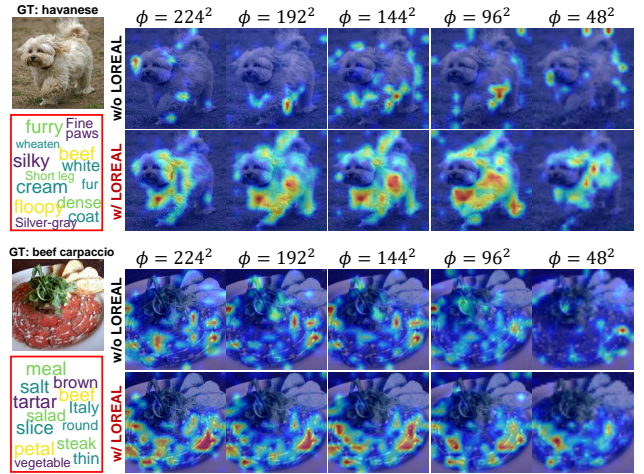 GT: havanese
ϕ = 224² ϕ = 192² ϕ = 144² ϕ = 96² ϕ = 48²
w/o LOREAL
w/ LOREAL
furry Fine
paws
wheaten
silky beef
white
Short leg
cream fur
floopy dense
coat
Silver-gray
GT: beef carpaccio
ϕ = 224² ϕ = 192² ϕ = 144² ϕ = 96² ϕ = 48²
w/o LOREAL
w/ LOREAL
meal
salt brown
tartar beef
Italy
salad
slice round
steak
petal
vegetable thin